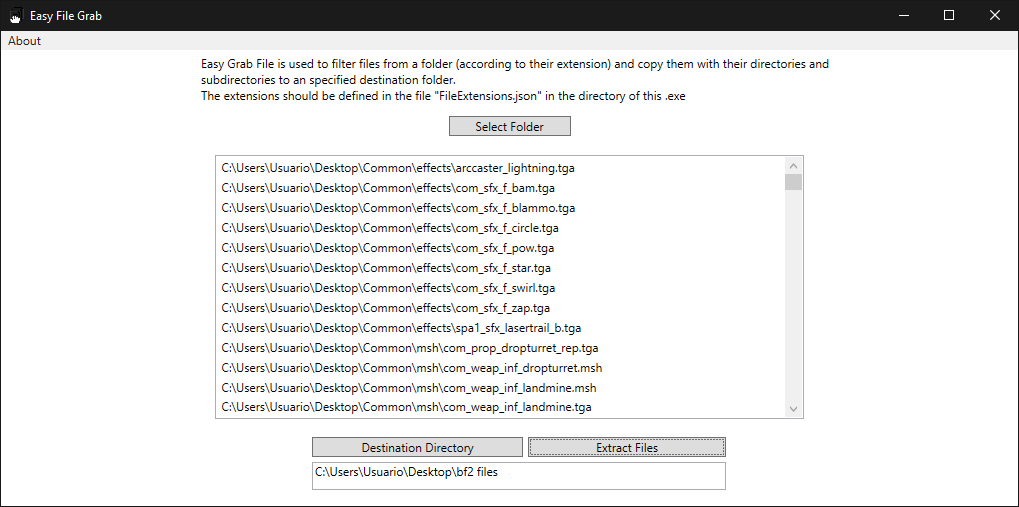 Easy File Grab
About
Easy Grab File is used to filter files from a folder (according to their extension) and copy them with their directories and
subdirectories to an specified destination folder.
The extensions should be defined in the file "FileExtensions.json" in the directory of this .exe
Select Folder
C:\Users\Usuario\Desktop\Common\effects\arccaster_lightning.tga
C:\Users\Usuario\Desktop\Common\effects\com_sfx_f_bam.tga
C:\Users\Usuario\Desktop\Common\effects\com_sfx_f_blammo.tga
C:\Users\Usuario\Desktop\Common\effects\com_sfx_f_circle.tga
C:\Users\Usuario\Desktop\Common\effects\com_sfx_f_pow.tga
C:\Users\Usuario\Desktop\Common\effects\com_sfx_f_star.tga
C:\Users\Usuario\Desktop\Common\effects\com_sfx_f_swirl.tga
C:\Users\Usuario\Desktop\Common\effects\com_sfx_f_zap.tga
C:\Users\Usuario\Desktop\Common\effects\spa1_sfx_lasertrail_b.tga
C:\Users\Usuario\Desktop\Common\msh\com_prop_dropturret_rep.tga
C:\Users\Usuario\Desktop\Common\msh\com_weap_inf_dropturret.msh
C:\Users\Usuario\Desktop\Common\msh\com_weap_inf_landmine.msh
C:\Users\Usuario\Desktop\Common\msh\com_weap_inf_landmine.tga
Destination Directory
Extract Files
C:\Users\Usuario\Desktop\bf2 files